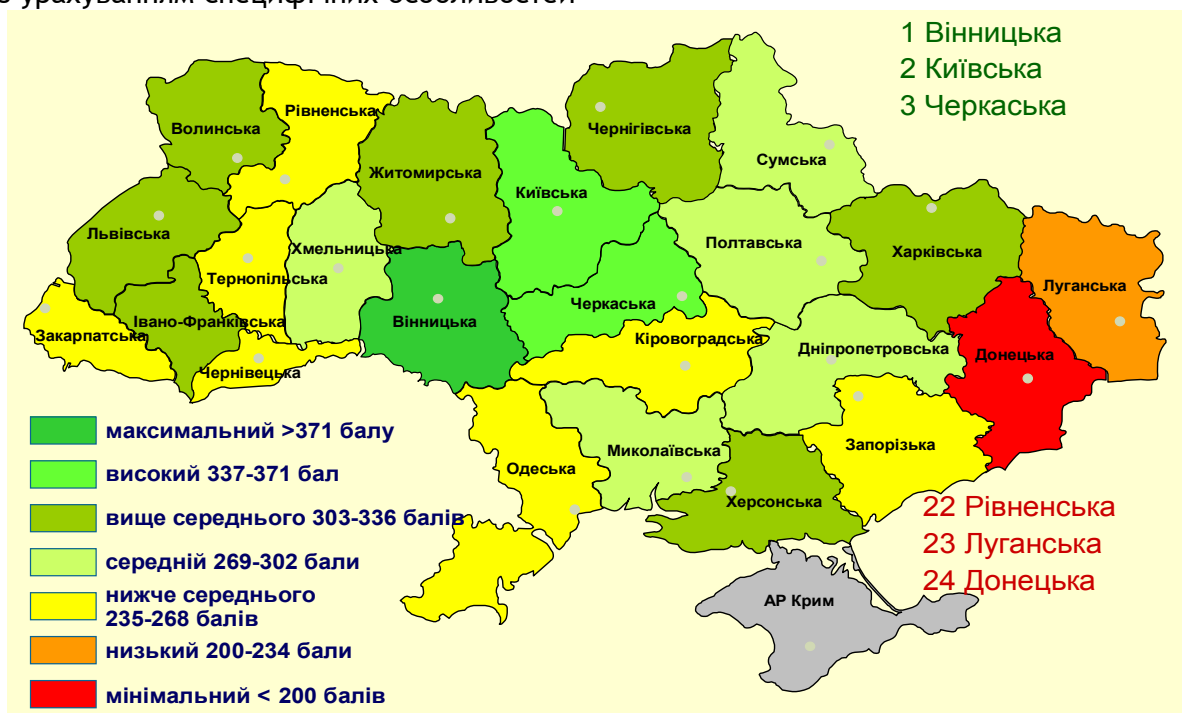 з урахуванням специфічних особливостей
1 Вінницька
2 Київська
3 Черкаська
Волинська
Рівненська
Житомирська
Київська
Чернігівська
Сумська
Львівська
Тернопільська
Хмельницька
Полтавська
Харківська
Луганська
Закарпатська
Івано-Франківська
Чернівецька
Вінницька
Черкаська
Кіровоградська
Дніпропетровська
Донецька
Одеська
Миколаївська
Запорізька
Херсонська
АР Крим
максимальний >371 балу
високий 337-371 бал
вище середнього 303-336 балів
середній 269-302 бали
нижче середнього
235-268 балів
низький 200-234 бали
мінімальний < 200 балів
22 Рівненська
23 Луганська
24 Донецька